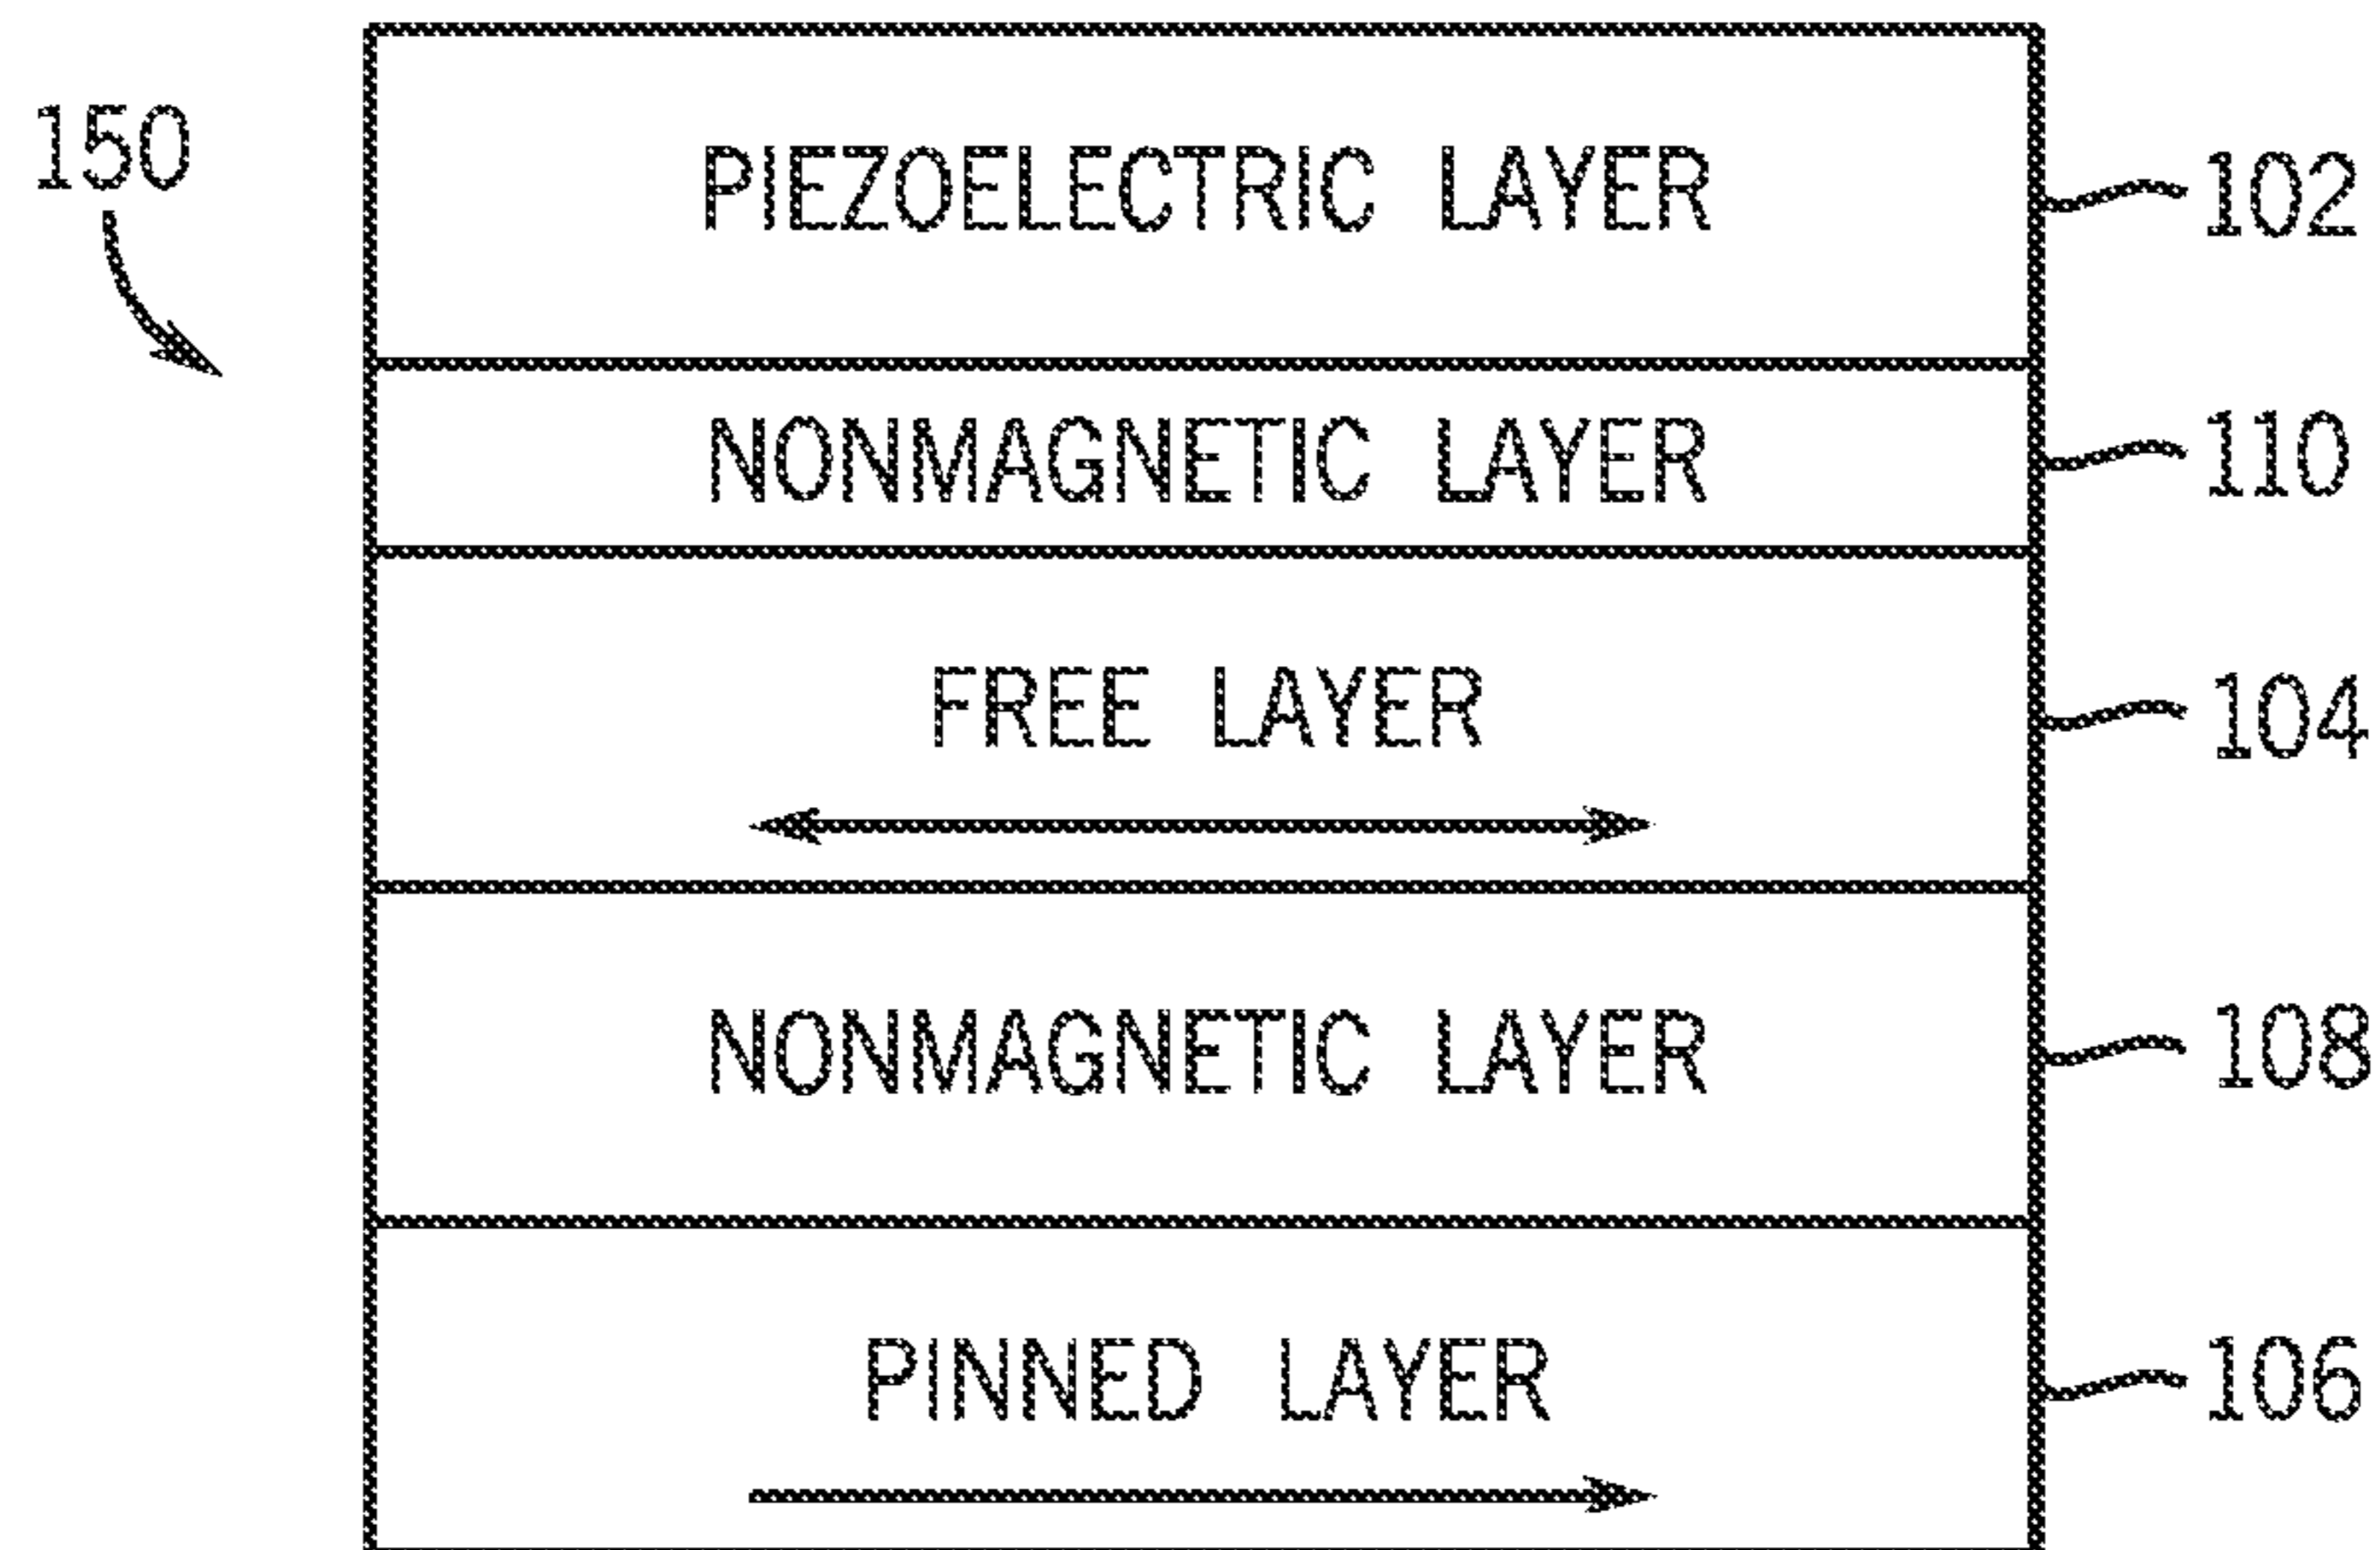 150
PIEZOELECTRIC LAYER 102
NONMAGNETIC LAYER 110
FREE LAYER 104
NONMAGNETIC LAYER 108
PINNED LAYER 106